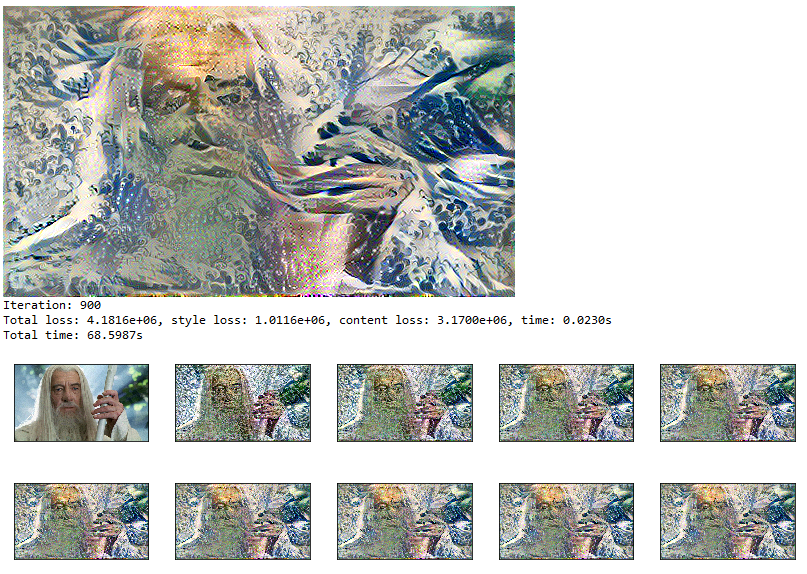 Iteration: 900
Total loss: 4.1816e+06, style loss: 1.0116e+06, content loss: 3.1700e+06, time: 0.0230s
Total time: 68.5987s